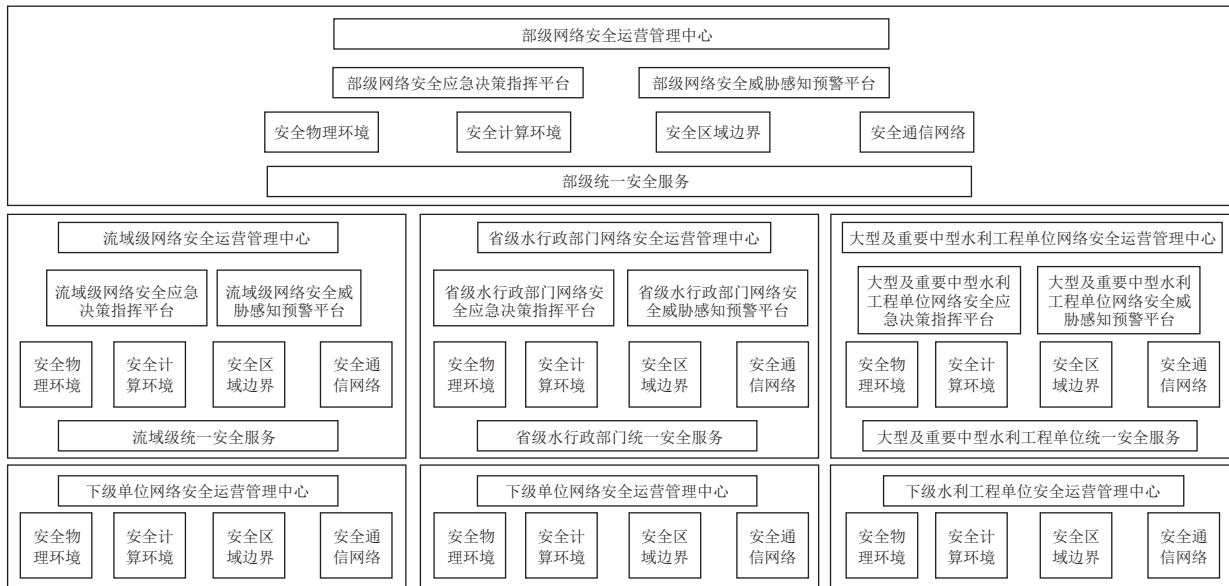 部级网络安全运营管理中心
部级网络安全应急决策指挥平台
部级网络安全威胁感知预警平台
安全物理环境
安全计算环境
安全区域边界
安全通信网络
部级统一安全服务
流域级网络安全运营管理中心
流域级网络安全应急
决策指挥平台
流域级网络安全威
胁感知预警平台
安全物
理环境
安全计
算环境
安全区
域边界
安全通
信网络
流域级统一安全服务
省级水行政部门网络安全运营管理中心
省级水行政部门网络安
全应急决策指挥平台
省级水行政部门网络安
全威胁感知预警平台
安全物
理环境
安全计
算环境
安全区
域边界
安全通
信网络
省级水行政部门统一安全服务
大型及重要中型水利工程单位网络安全运营管理中心
大型及重要中型水利
工程单位网络安全应
急决策指挥平台
大型及重要中型水利
工程单位网络安全威
胁感知预警平台
安全物
理环境
安全计
算环境
安全区
域边界
安全通
信网络
大型及重要中型水利工程单位统一安全服务
下级单位网络安全运营管理中心
安全物
理环境
安全计
算环境
安全区
域边界
安全通
信网络
下级单位网络安全运营管理中心
安全物
理环境
安全计
算环境
安全区
域边界
安全通
信网络
下级水利工程单位安全运营管理中心
安全物
理环境
安全计
算环境
安全区
域边界
安全通
信网络